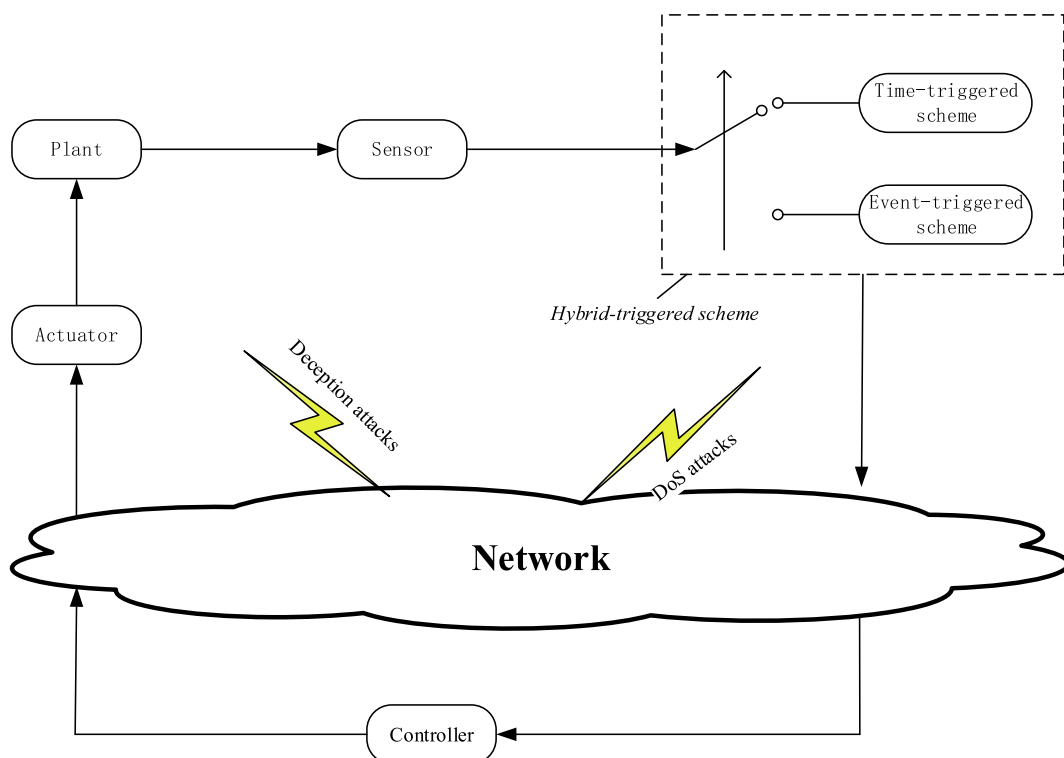 Time-triggered
scheme
Plant
Sensor
Event-triggered
scheme
Hybrid-triggered scheme
Actuator
Deception attacks
DoS attacks
Network
Controller